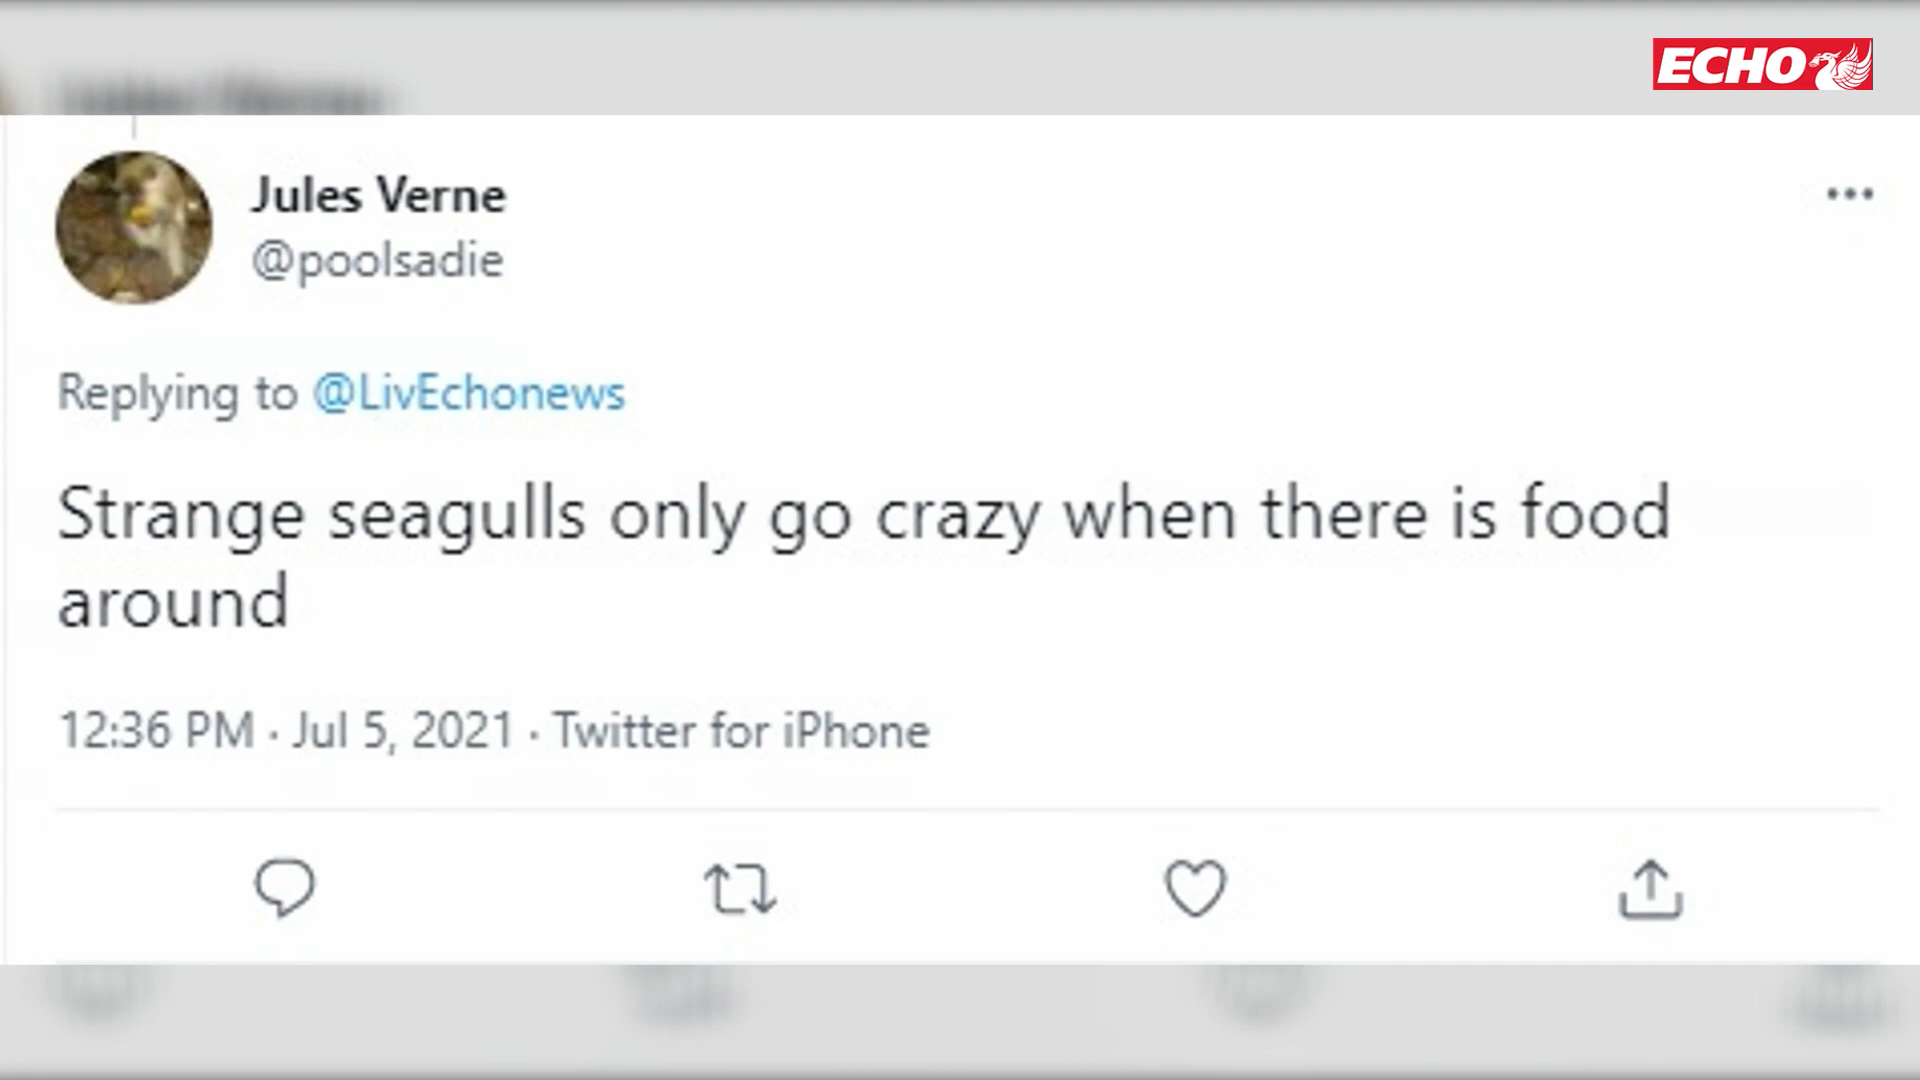 ECHO
Jules Verne
@poolsadie
Replying to @LivEchonews
Strange seagulls only go crazy when there is food
around
12:36 PM · Jul 5, 2021 · Twitter for iPhone